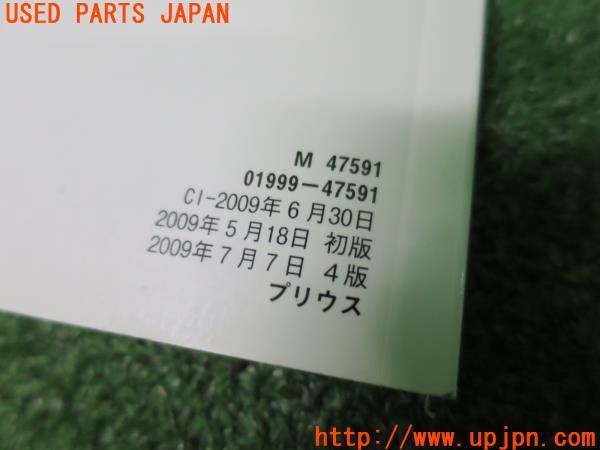 USED PARTS JAPAN
M 47591
01999-47591
CI-2009年6月30日
2009年5月18日 初版
2009年7月7日 4版
プリウス
http://www.upjpn.com/